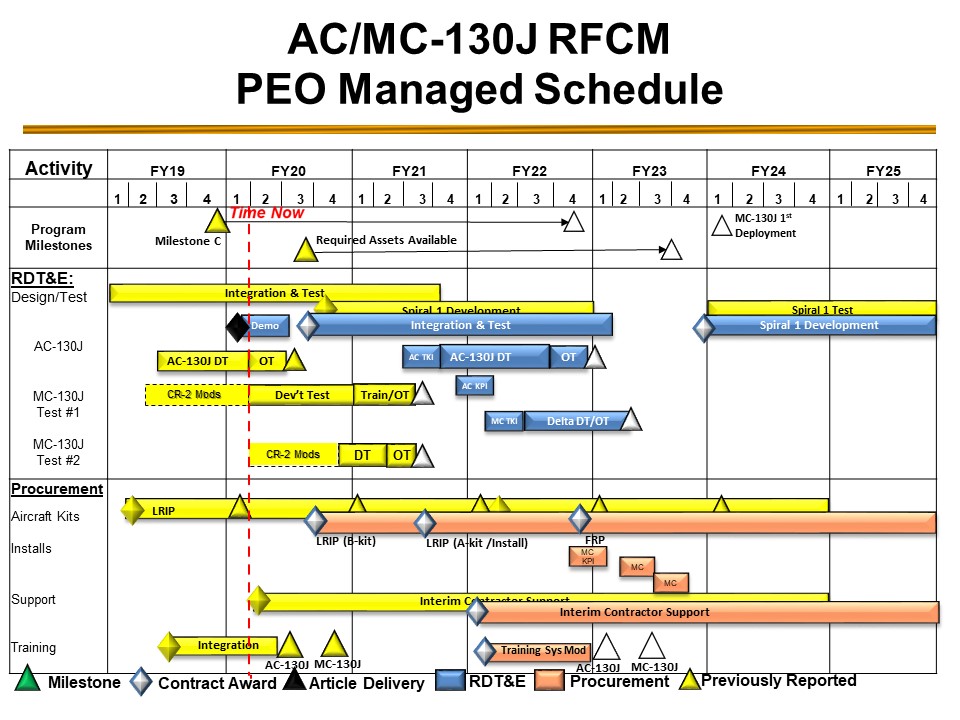 AC/MC-130J RFCM
PEO Managed Schedule
Activity FY19 FY20 FY21 FY22 FY23 FY24 FY25
1 2 3 4 1 2 3 4 1 2 3 4 1 2 3 4 1 2 3 4 1 2 3 4 1 2 3 4
Time Now
Program
Milestones
Milestone C
Required Assets Available
MC-130J 1st
Deployment
RDT&E:
Design/Test
Integration & Test
Spiral 1 Development
Spiral 1 Test
Demo
Integration & Test
Spiral 1 Development
AC-130J
AC-130J DT OT
AC TKI AC-130J DT OT
AC KPI
MC-130J
Test #1
CR-2 Mods Dev't Test Train/OT
MC TKI Delta DT/OT
MC-130J
Test #2
CR-2 Mods DT OT
Procurement
Aircraft Kits
LRIP
LRIP (B-kit)
LRIP (A-kit /Install)
FRP
Installs
MC
KPI
MC
MC
Support
Interim Contractor Support
Interim Contractor Support
Training
Integration
AC-130J MC-130J
Training Sys Mod
AC-130J MC-130J
Milestone Contract Award Article Delivery RDT&E Procurement Previously Reported